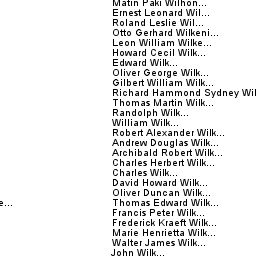 Matin Paki Wilhon...
Ernest Leonard Wil...
Roland Leslie Wil...
Otto Gerhard Wilkeni...
Leon William Wilke...
Howard Cecil Wilk...
Edward Wilk...
Oliver George Wilk...
Gilbert William Wilk...
Richard Hammond Sydney Wil
Thomas Martin Wilk...
Randolph Wilk...
William Wilk...
Robert Alexander Wilk...
Andrew Douglas Wilk...
Archibald Robert Wilk...
Charles Herbert Wilk...
Charles Wilk...
David Howard Wilk...
Oliver Duncan Wilk...
e... Thomas Edward Wilk...
Francis Peter Wilk...
Frederick Kraeft Wilk...
Marie Henrietta Wilk...
Walter James Wilk...
John Wilk...